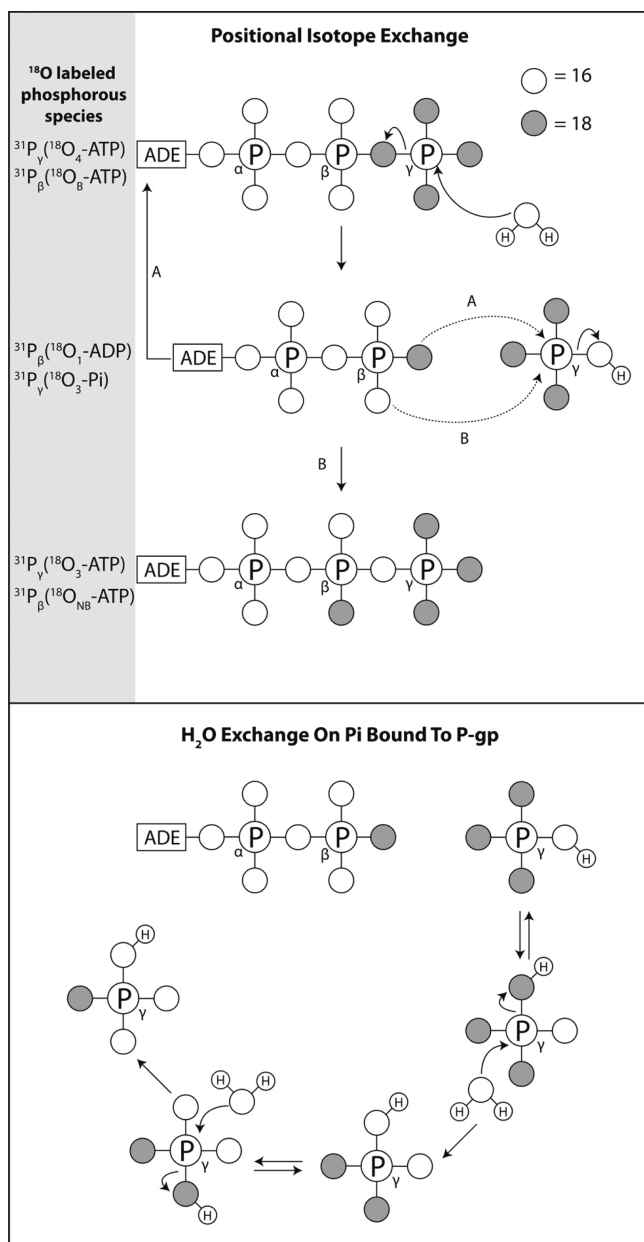 Positional Isotope Exchange
¹⁸O labeled
phosphorous
species
= 16
= 18
³¹Pγ(¹⁸O₄-ATP)
³¹Pβ(¹⁸O_B-ATP)
ADE P P P
α β γ
H H
A
³¹Pβ(¹⁸O₁-ADP)
³¹Pγ(¹⁸O₃-Pi)
ADE P P P
α β γ
H
A
B
B
³¹Pγ(¹⁸O₃-ATP)
³¹Pβ(¹⁸O_NB-ATP)
ADE P P P
α β γ
H₂O Exchange On Pi Bound To P-gp
ADE P P P
α β γ
H
H
P
γ
H
P
γ
H H
H
P
γ
H H
P
γ
H